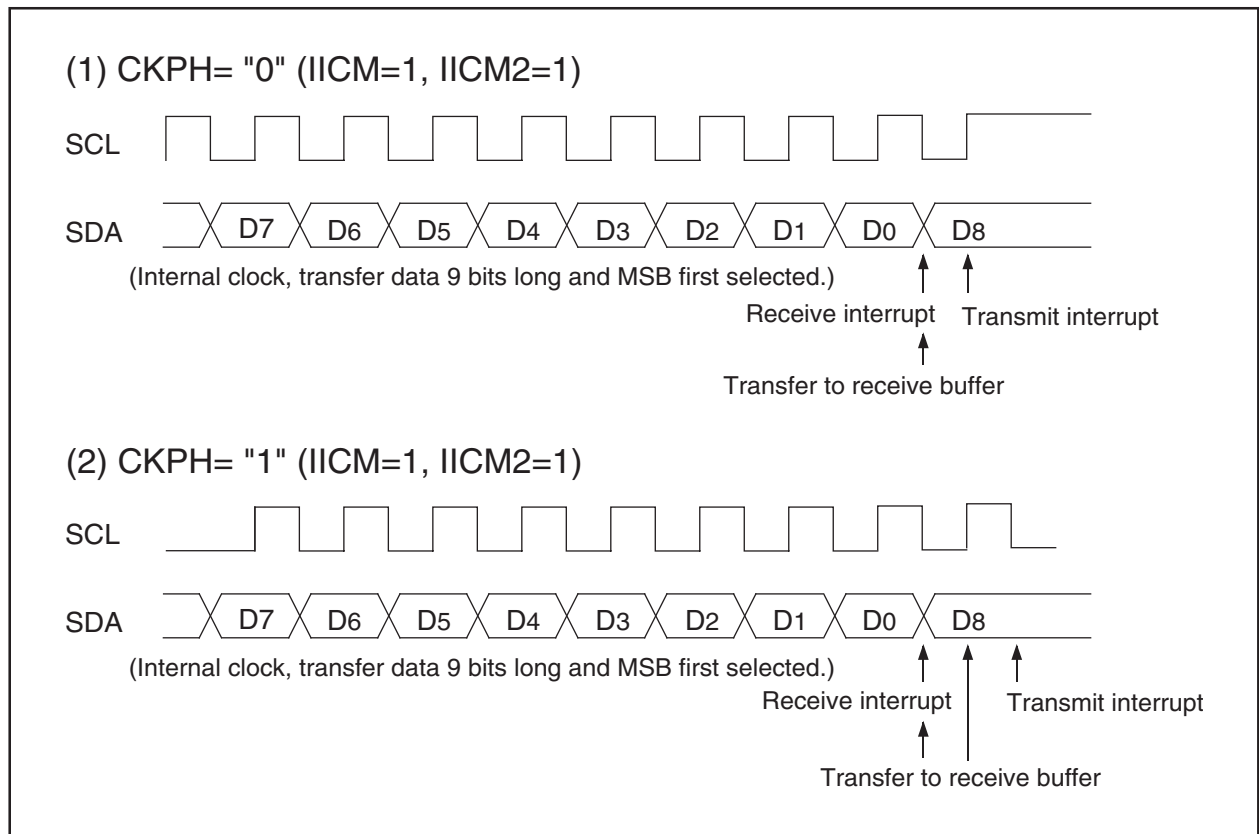 (1) CKPH= "0" (IICM=1, IICM2=1)
SCL
SDA
D7 D6 D5 D4 D3 D2 D1 D0 D8
(Internal clock, transfer data 9 bits long and MSB first selected.)
Receive interrupt Transmit interrupt
Transfer to receive buffer
(2) CKPH= "1" (IICM=1, IICM2=1)
SCL
SDA
D7 D6 D5 D4 D3 D2 D1 D0 D8
(Internal clock, transfer data 9 bits long and MSB first selected.)
Receive interrupt Transmit interrupt
Transfer to receive buffer